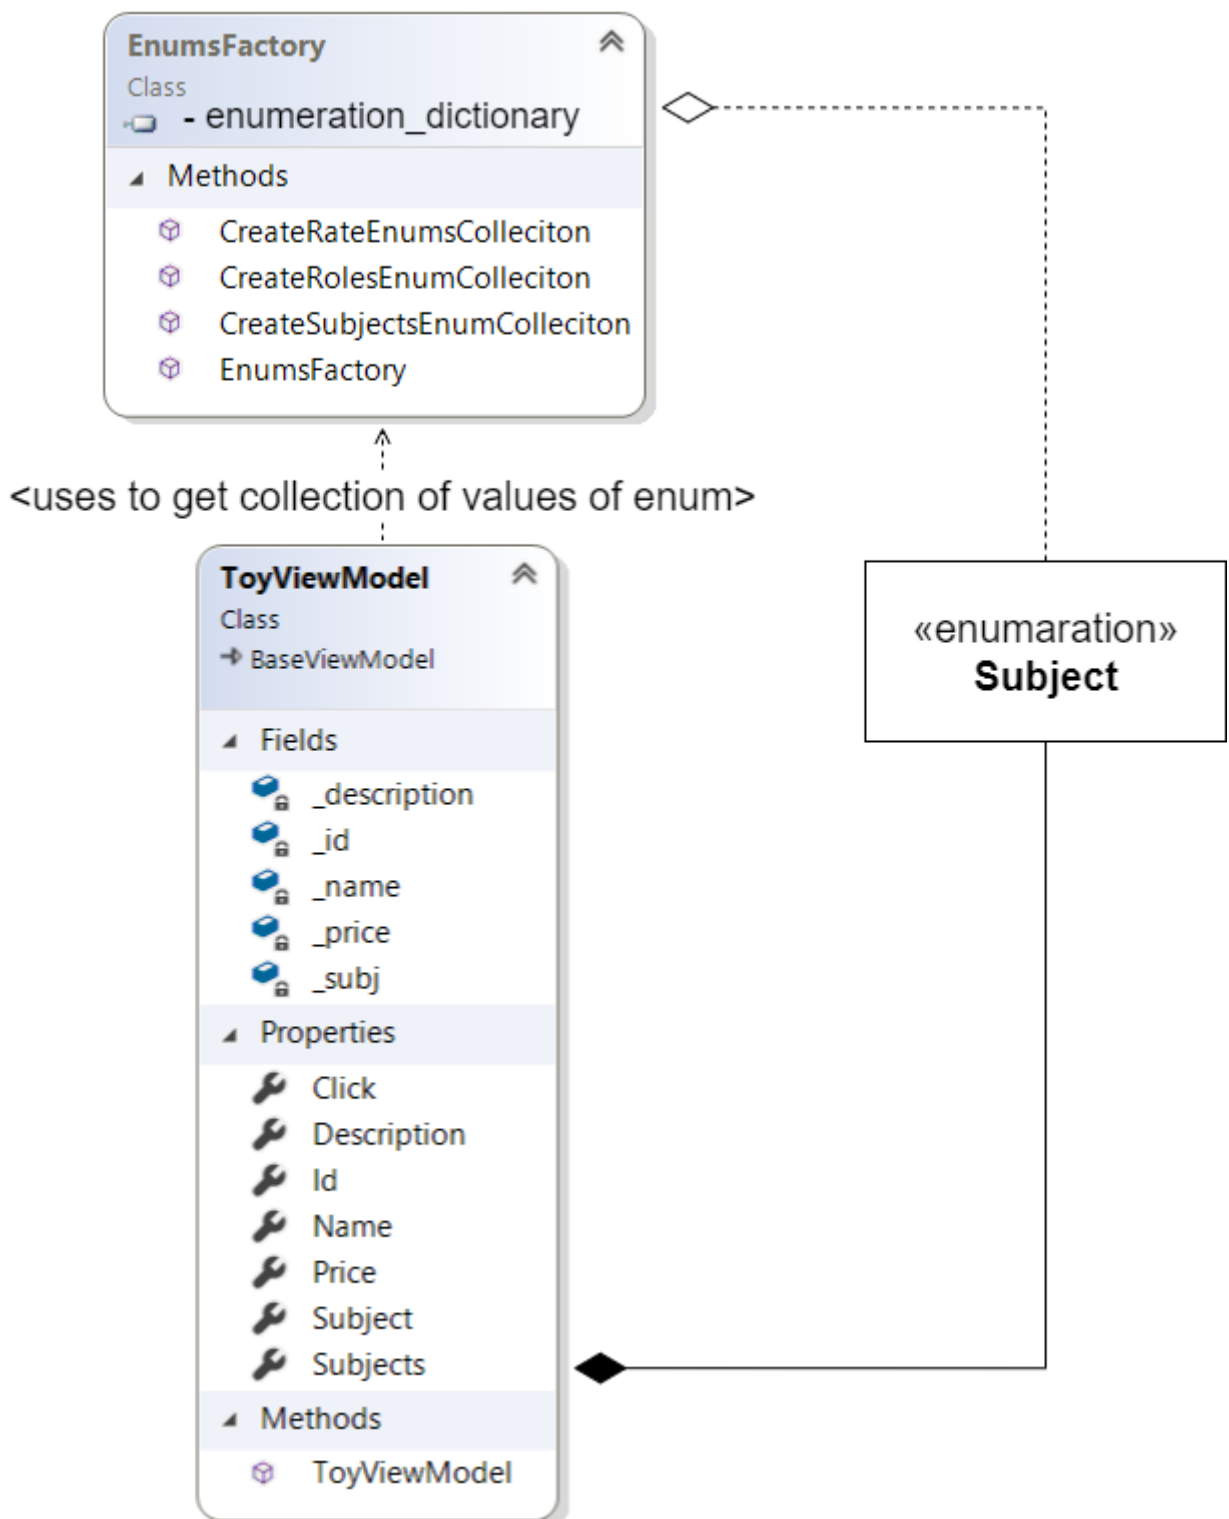 EnumsFactory
Class
- enumeration_dictionary
Methods
CreateRateEnumsColleciton
CreateRolesEnumColleciton
CreateSubjectsEnumColleciton
EnumsFactory
<uses to get collection of values of enum>
ToyViewModel
Class
BaseViewModel
Fields
_description
_id
_name
_price
_subj
Properties
Click
Description
Id
Name
Price
Subject
Subjects
Methods
ToyViewModel
«enumaration»
Subject